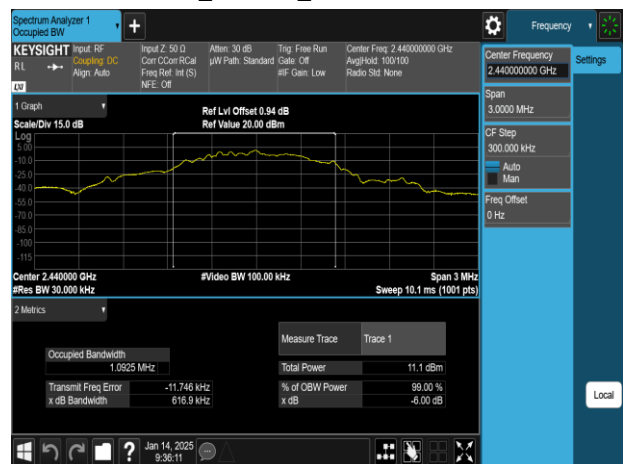 Spectrum Analyzer 1
Occupied BW
+
Frequency
KEYSIGHT
RL
LXI
Input: RF
Coupling: DC
Align: Auto
Input Z: 50 Ω
Corr CCorr RCal
Freq Ref: Int (S)
NFE: Off
Atten: 30 dB
µW Path: Standard
Trig: Free Run
Gate: Off
#IF Gain: Low
Center Freq: 2.440000000 GHz
Avg|Hold: 100/100
Radio Std: None
Center Frequency
2.440000000 GHz
Settings
Span
3.0000 MHz
CF Step
300.000 kHz
Auto
Man
Freq Offset
0 Hz
1 Graph
Scale/Div 15.0 dB
Ref Lvl Offset 0.94 dB
Ref Value 20.00 dBm
Log
5.00
-10.0
-25.0
-40.0
-55.0
-70.0
-85.0
-100
-115
Center 2.440000 GHz
#Video BW 100.00 kHz
Span 3 MHz
#Res BW 30.000 kHz
Sweep 10.1 ms (1001 pts)
2 Metrics
Measure Trace
Trace 1
Occupied Bandwidth
1.0925 MHz
Total Power
11.1 dBm
Transmit Freq Error
-11.746 kHz
% of OBW Power
99.00 %
x dB Bandwidth
616.9 kHz
x dB
-6.00 dB
Local
?
Jan 14, 2025
9:36:11